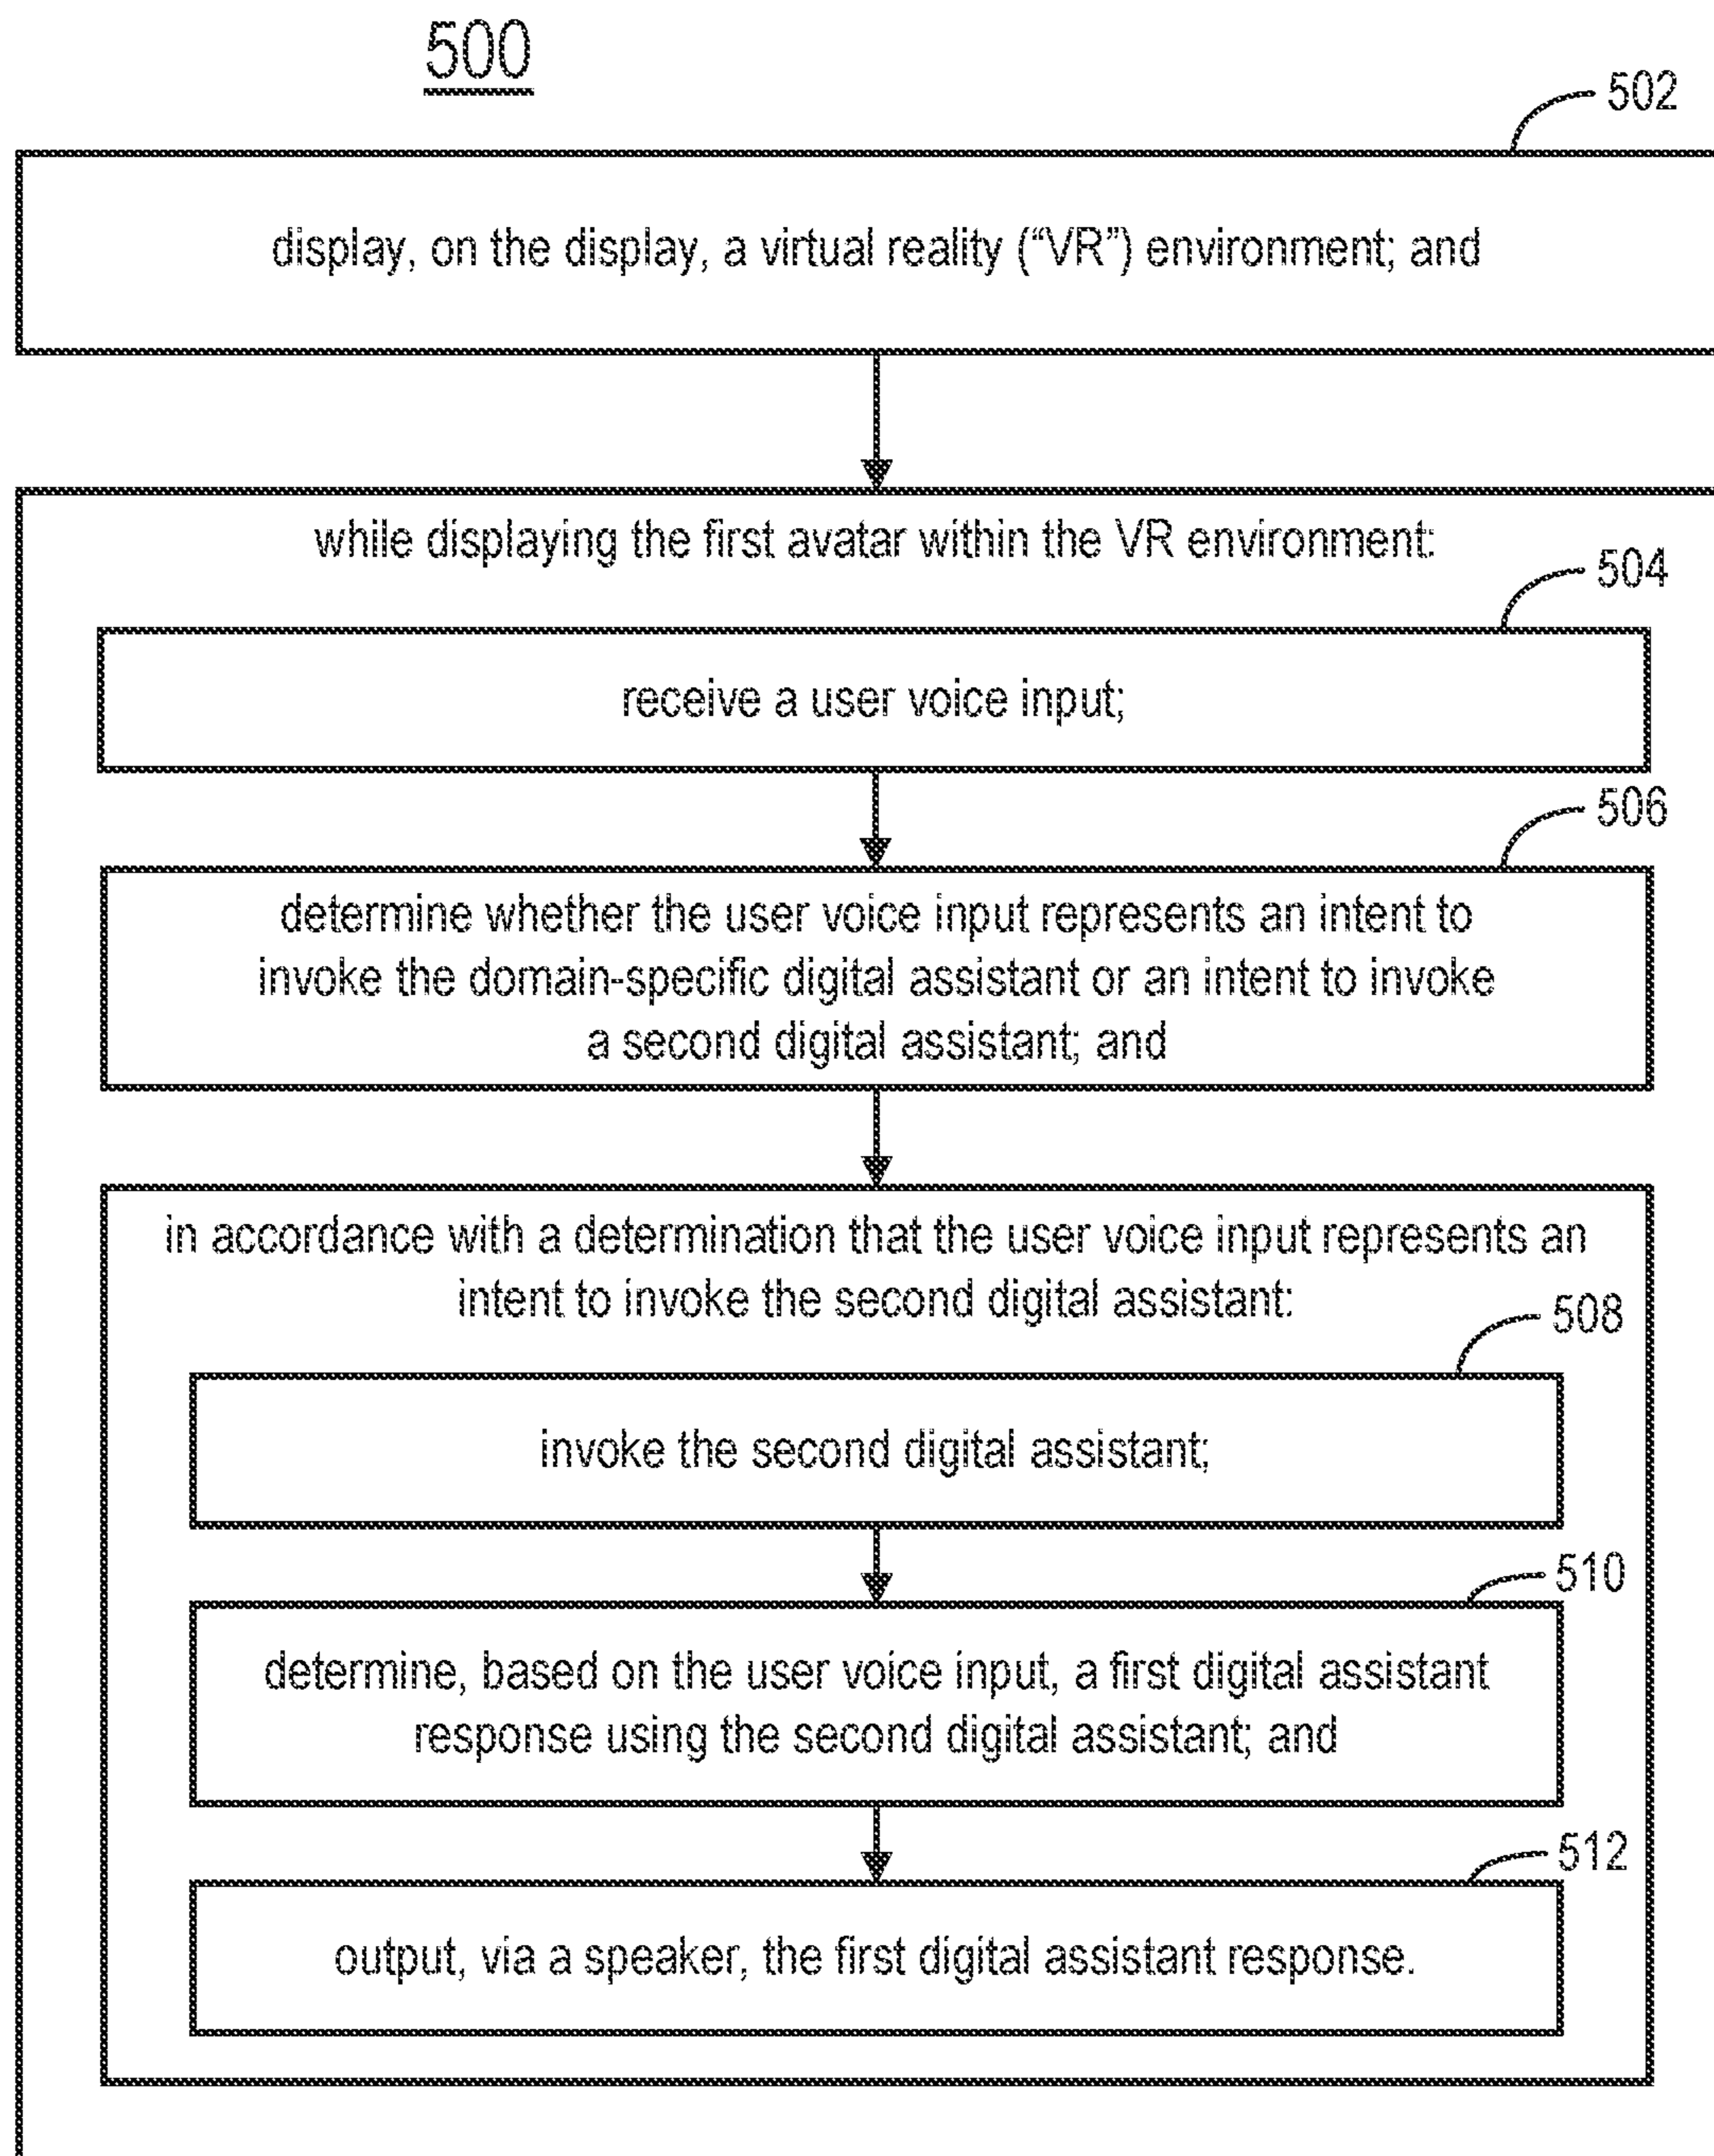 500
502
display, on the display, a virtual reality (“VR”) environment; and
while displaying the first avatar within the VR environment:
504
receive a user voice input;
506
determine whether the user voice input represents an intent to
invoke the domain-specific digital assistant or an intent to invoke
a second digital assistant; and
in accordance with a determination that the user voice input represents an
intent to invoke the second digital assistant:
508
invoke the second digital assistant;
510
determine, based on the user voice input, a first digital assistant
response using the second digital assistant; and
512
output, via a speaker, the first digital assistant response.